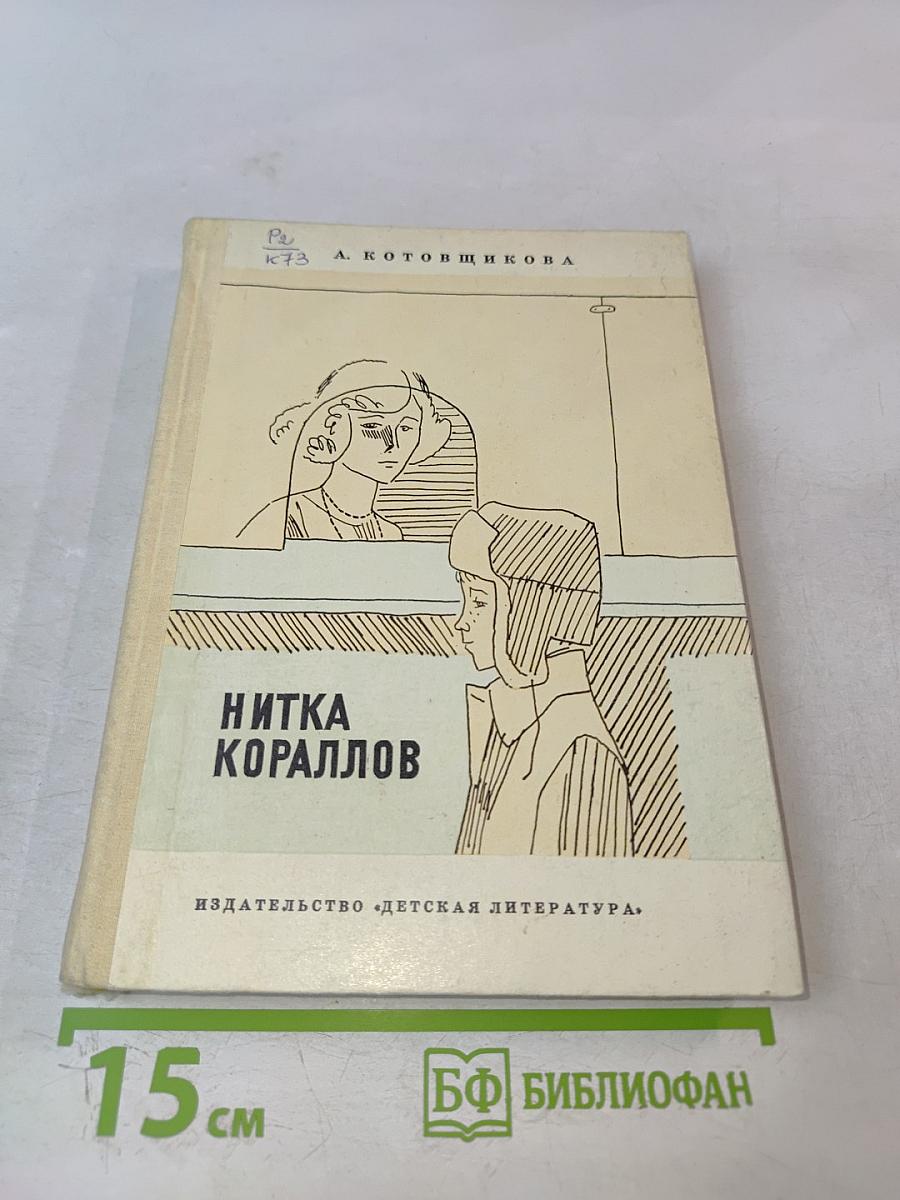 Р2
К73
А. КОТОВЩИКОВА
НИТКА
КОРАЛЛОВ
ИЗДАТЕЛЬСТВО «ДЕТСКАЯ ЛИТЕРАТУРА»
15 см
БФ БИБЛИОФАН